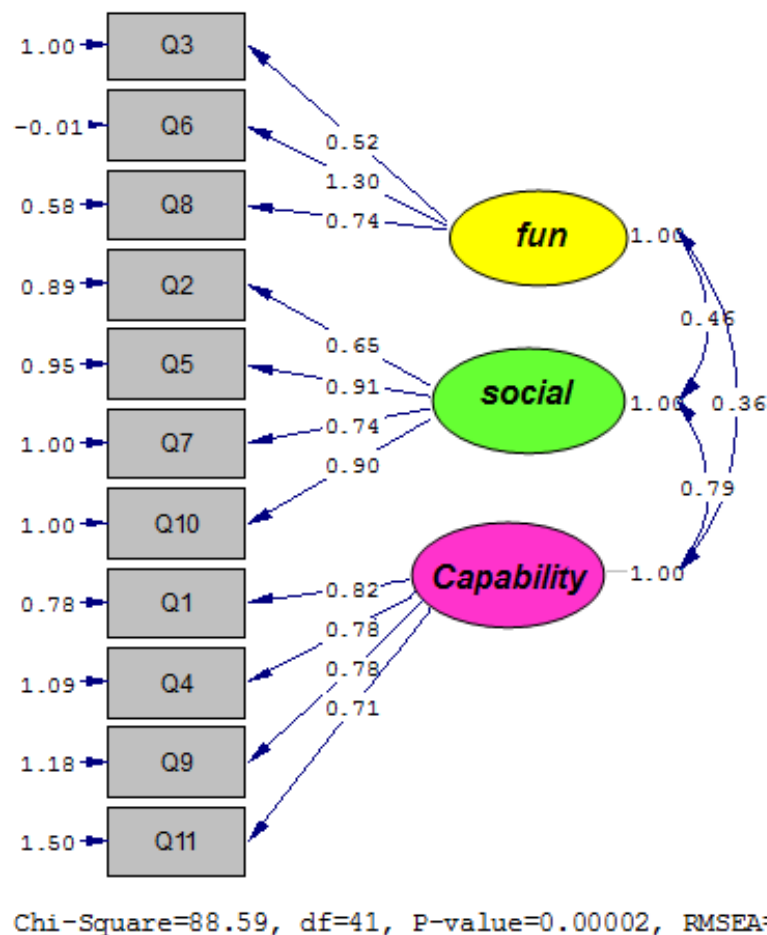 1.00 Q3
-0.01 Q6
0.52
1.30
0.58 Q8
0.74
fun
1.00
0.89 Q2
0.46
0.65
0.95 Q5
0.91
social
1.00
0.36
0.74
1.00 Q7
0.90
0.79
1.00 Q10
Capability
1.00
0.78 Q1
0.82
0.78
1.09 Q4
0.78
0.71
1.18 Q9
1.50 Q11
Chi-Square=88.59, df=41, P-value=0.00002, RMSEA=